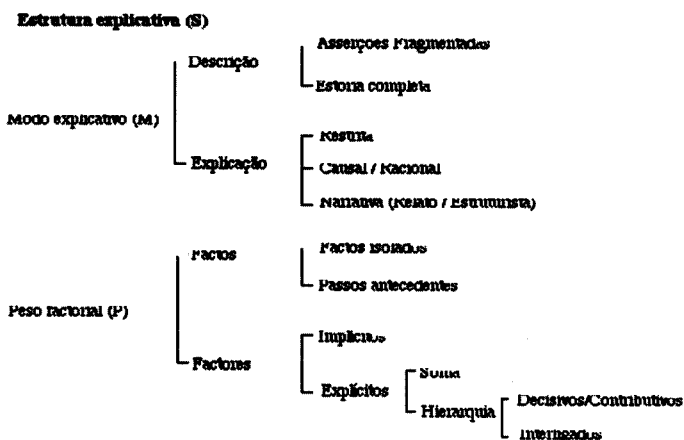 Estrutura explicativa (S)
Asserções Fragmentadas
Descrição
Estória completa
Modo explicativo (M)
Restrita
Explicação
Causal / Racional
Narrativa (Relato / Estruturista)
Factos
Factos isolados
Passos antecedentes
Peso factorial (P)
Implícitos
Factores
Soma
Explícitos
Hierarquia
Decisivos/Contributivos
Interligados